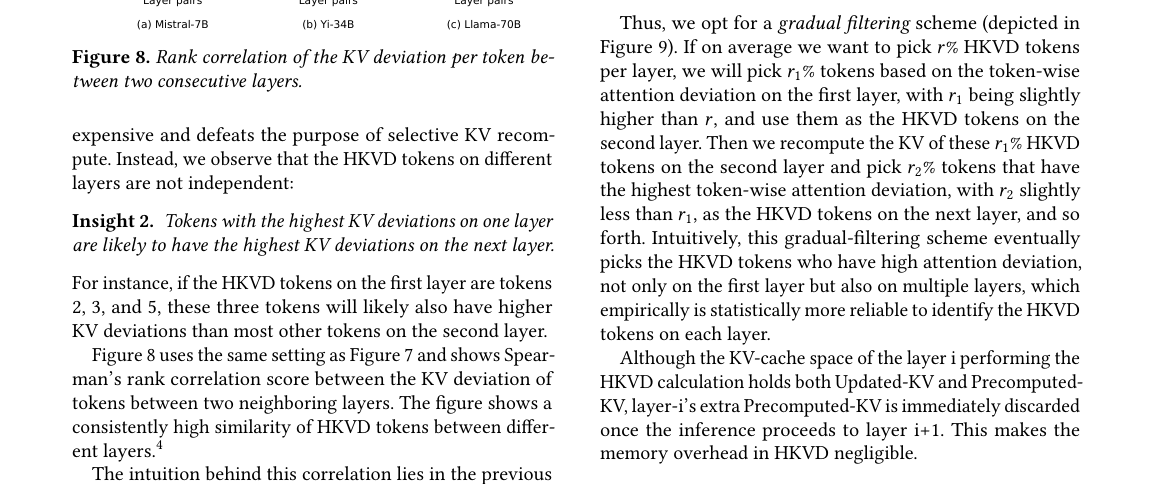 Layer pairs
Layer pairs
Layer pairs
(a) Mistral-7B
(b) Yi-34B
(c) Llama-70B
Figure 8. Rank correlation of the KV deviation per token be-
tween two consecutive layers.
expensive and defeats the purpose of selective KV recom-
pute. Instead, we observe that the HKVD tokens on different
layers are not independent:
Insight 2. Tokens with the highest KV deviations on one layer
are likely to have the highest KV deviations on the next layer.
For instance, if the HKVD tokens on the first layer are tokens
2, 3, and 5, these three tokens will likely also have higher
KV deviations than most other tokens on the second layer.
Figure 8 uses the same setting as Figure 7 and shows Spear-
man's rank correlation score between the KV deviation of
tokens between two neighboring layers. The figure shows a
consistently high similarity of HKVD tokens between differ-
ent layers.⁴
The intuition behind this correlation lies in the previous
Thus, we opt for a gradual filtering scheme (depicted in
Figure 9). If on average we want to pick r% HKVD tokens
per layer, we will pick r₁% tokens based on the token-wise
attention deviation on the first layer, with r₁ being slightly
higher than r, and use them as the HKVD tokens on the
second layer. Then we recompute the KV of these r₁% HKVD
tokens on the second layer and pick r₂% tokens that have
the highest token-wise attention deviation, with r₂ slightly
less than r₁, as the HKVD tokens on the next layer, and so
forth. Intuitively, this gradual-filtering scheme eventually
picks the HKVD tokens who have high attention deviation,
not only on the first layer but also on multiple layers, which
empirically is statistically more reliable to identify the HKVD
tokens on each layer.
Although the KV-cache space of the layer i performing the
HKVD calculation holds both Updated-KV and Precomputed-
KV, layer-i's extra Precomputed-KV is immediately discarded
once the inference proceeds to layer i+1. This makes the
memory overhead in HKVD negligible.